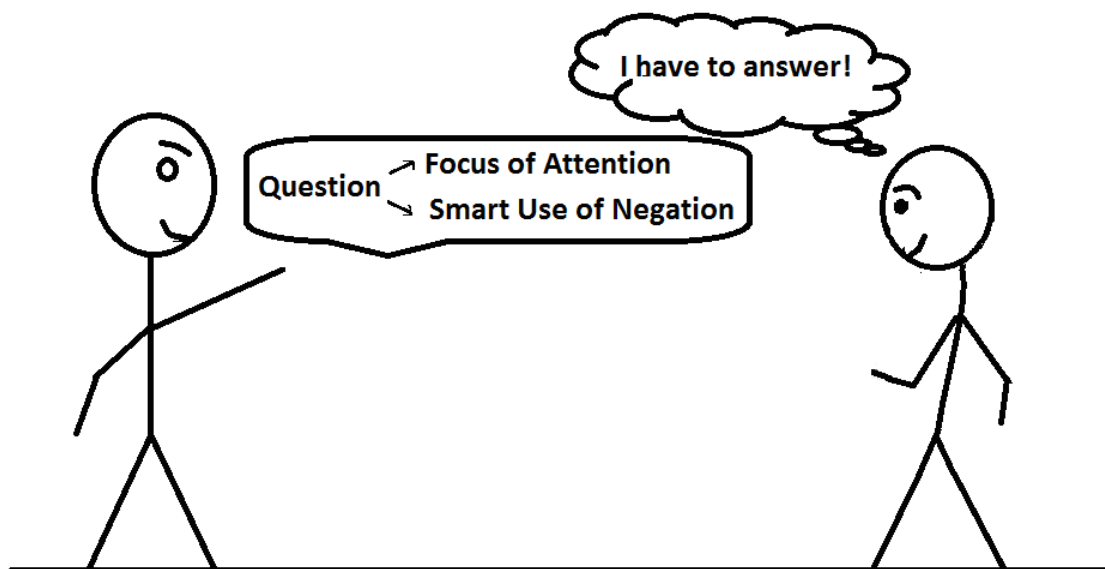 I have to answer!
Question
Focus of Attention
Smart Use of Negation